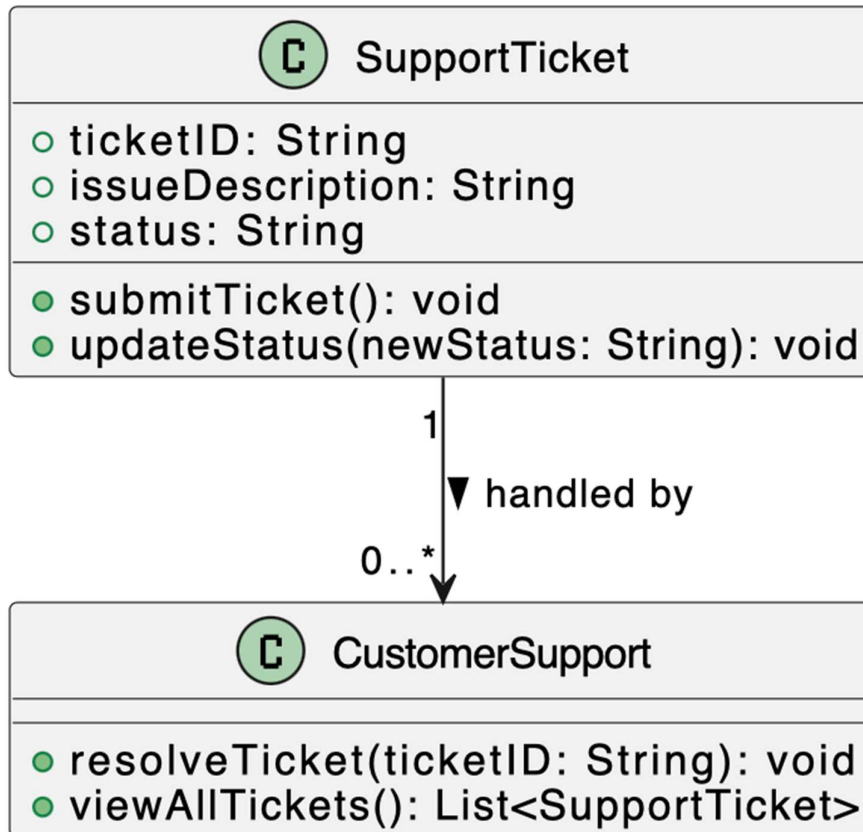 C SupportTicket
ticketID: String
issueDescription: String
status: String
submitTicket(): void
updateStatus(newStatus: String): void
1
handled by
0..*
C CustomerSupport
resolveTicket(ticketID: String): void
viewAllTickets(): List<SupportTicket>